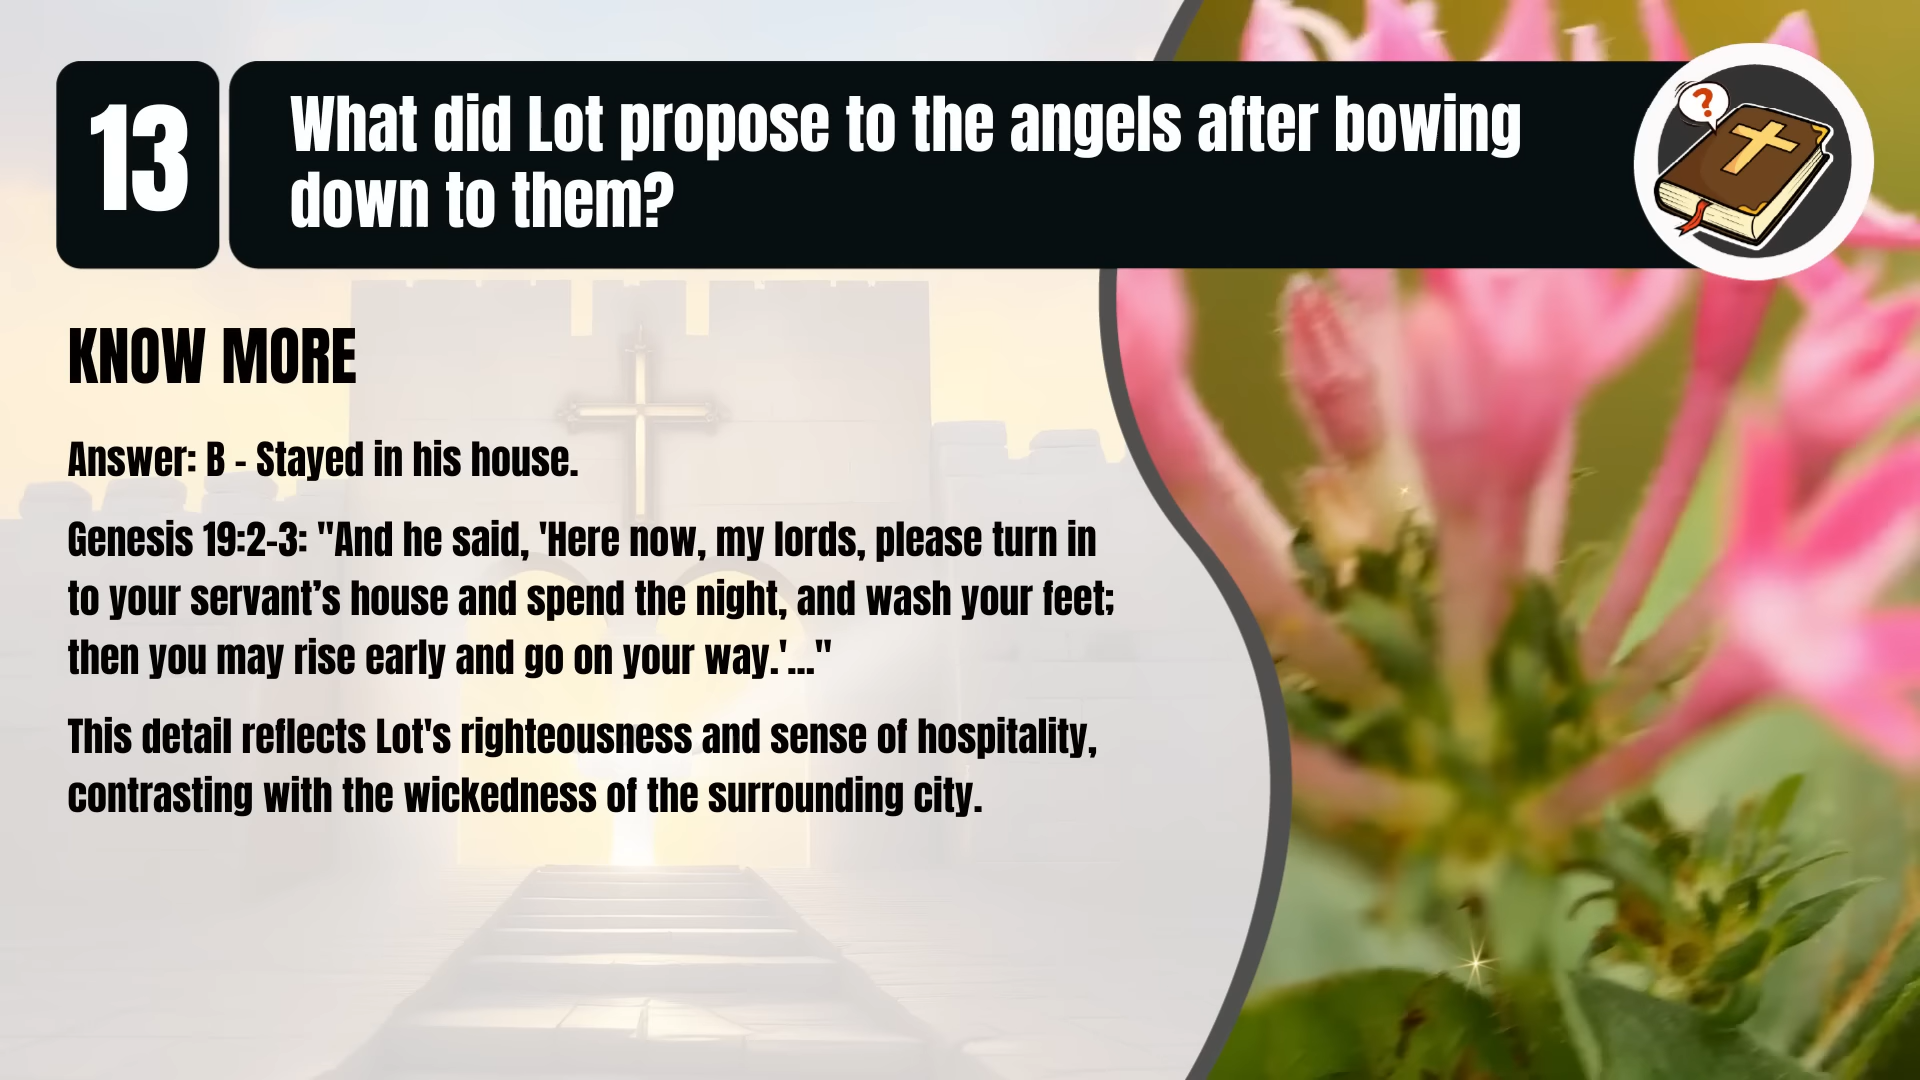 13
What did Lot propose to the angels after bowing
down to them?
?
KNOW MORE
Answer: B - Stayed in his house.
Genesis 19:2-3: "And he said, 'Here now, my lords, please turn in
to your servant’s house and spend the night, and wash your feet;
then you may rise early and go on your way.'..."
This detail reflects Lot's righteousness and sense of hospitality,
contrasting with the wickedness of the surrounding city.